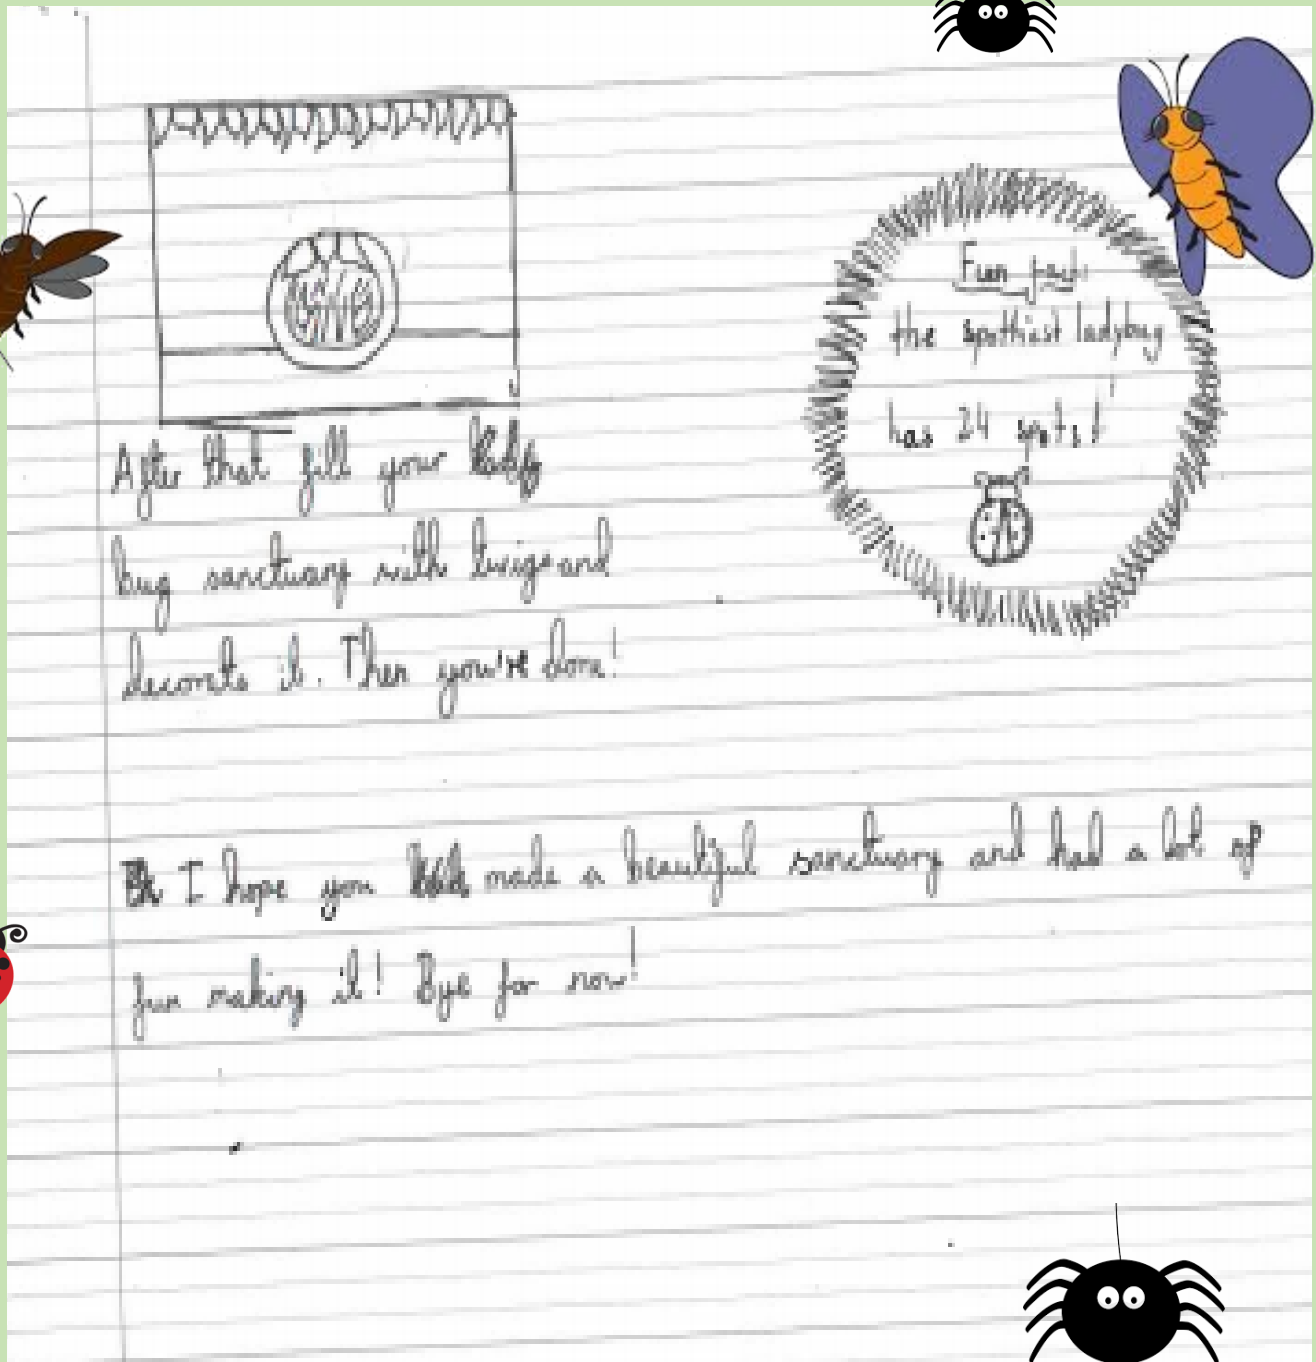 Fun fact:
the spottiest ladybug
has 24 spots!
After that fill your
bug sanctuary with twigs and
decorate it. Then you're done!
I hope you made a beautiful sanctuary and had a lot of
fun making it! Bye for now!